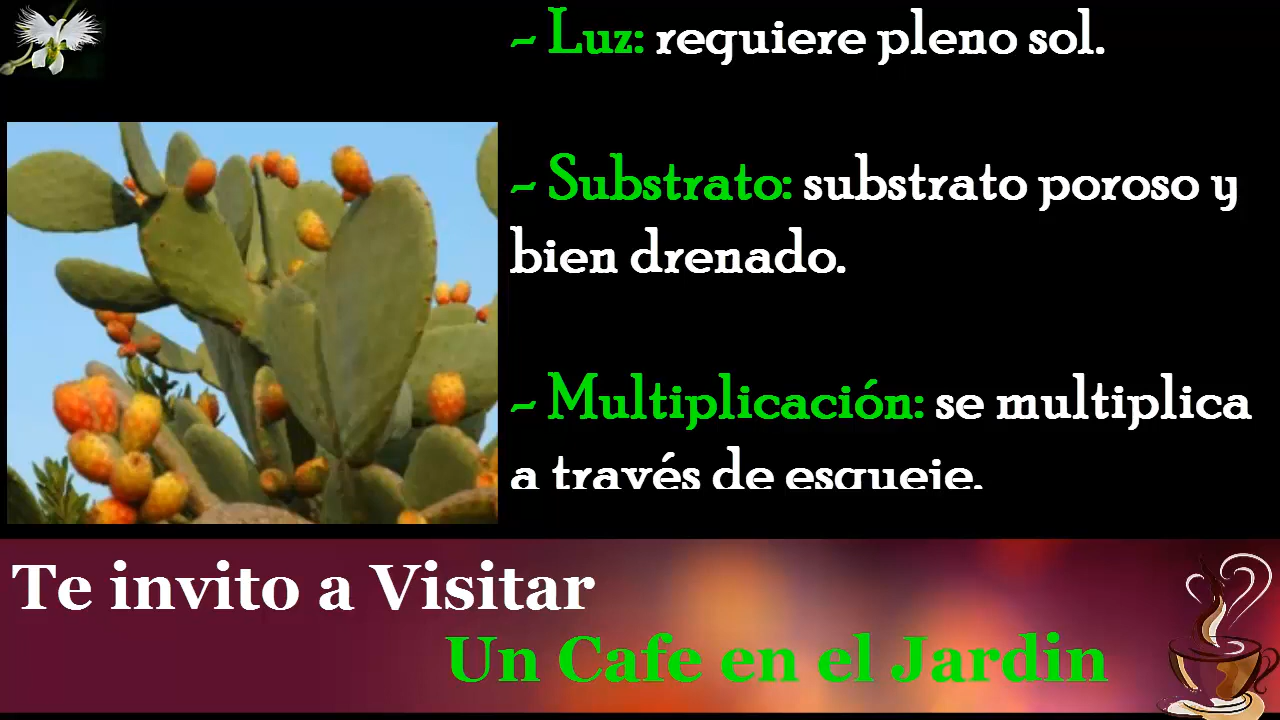 - Luz: requiere pleno sol.
- Substrato: substrato poroso y
bien drenado.
- Multiplicación: se multiplica
a través de esqueje.
Te invito a Visitar
Un Cafe en el Jardin